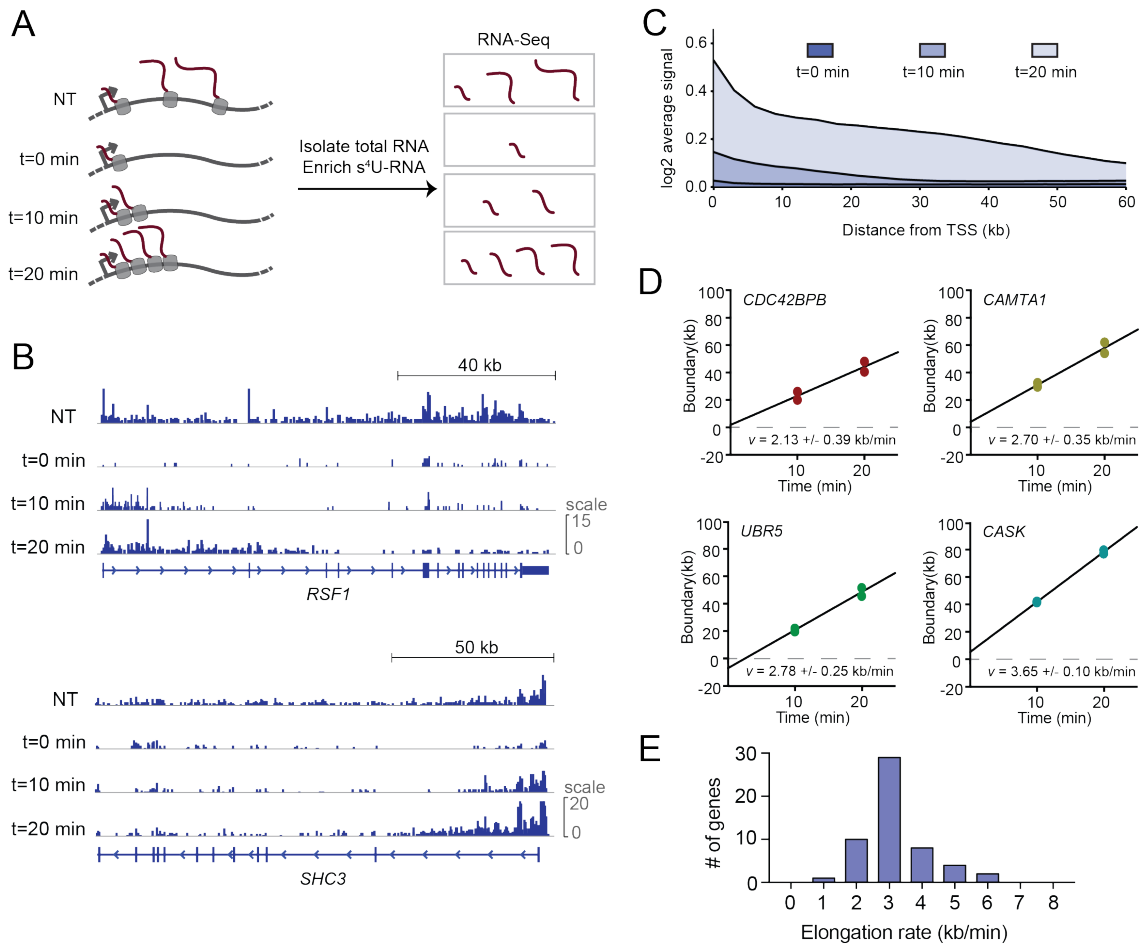 A
RNA-Seq
NT
t=0 min
t=10 min
t=20 min
Isolate total RNA
Enrich s⁴U-RNA
B
40 kb
NT
t=0 min
t=10 min
t=20 min
scale
15
0
RSF1
50 kb
NT
t=0 min
t=10 min
t=20 min
scale
20
0
SHC3
C
log2 average signal
0.6
0.4
0.2
0.0
t=0 min
t=10 min
t=20 min
0 10 20 30 40 50 60
Distance from TSS (kb)
D
CDC42BPB
Boundary(kb)
100
80
60
40
20
0
-20
v = 2.13 +/- 0.39 kb/min
10 20
Time (min)
CAMTA1
Boundary(kb)
100
80
60
40
20
0
-20
v = 2.70 +/- 0.35 kb/min
10 20
Time (min)
UBR5
Boundary(kb)
100
80
60
40
20
0
-20
v = 2.78 +/- 0.25 kb/min
10 20
Time (min)
CASK
Boundary(kb)
100
80
60
40
20
0
-20
v = 3.65 +/- 0.10 kb/min
10 20
Time (min)
E
# of genes
30
20
10
0
0 1 2 3 4 5 6 7 8
Elongation rate (kb/min)